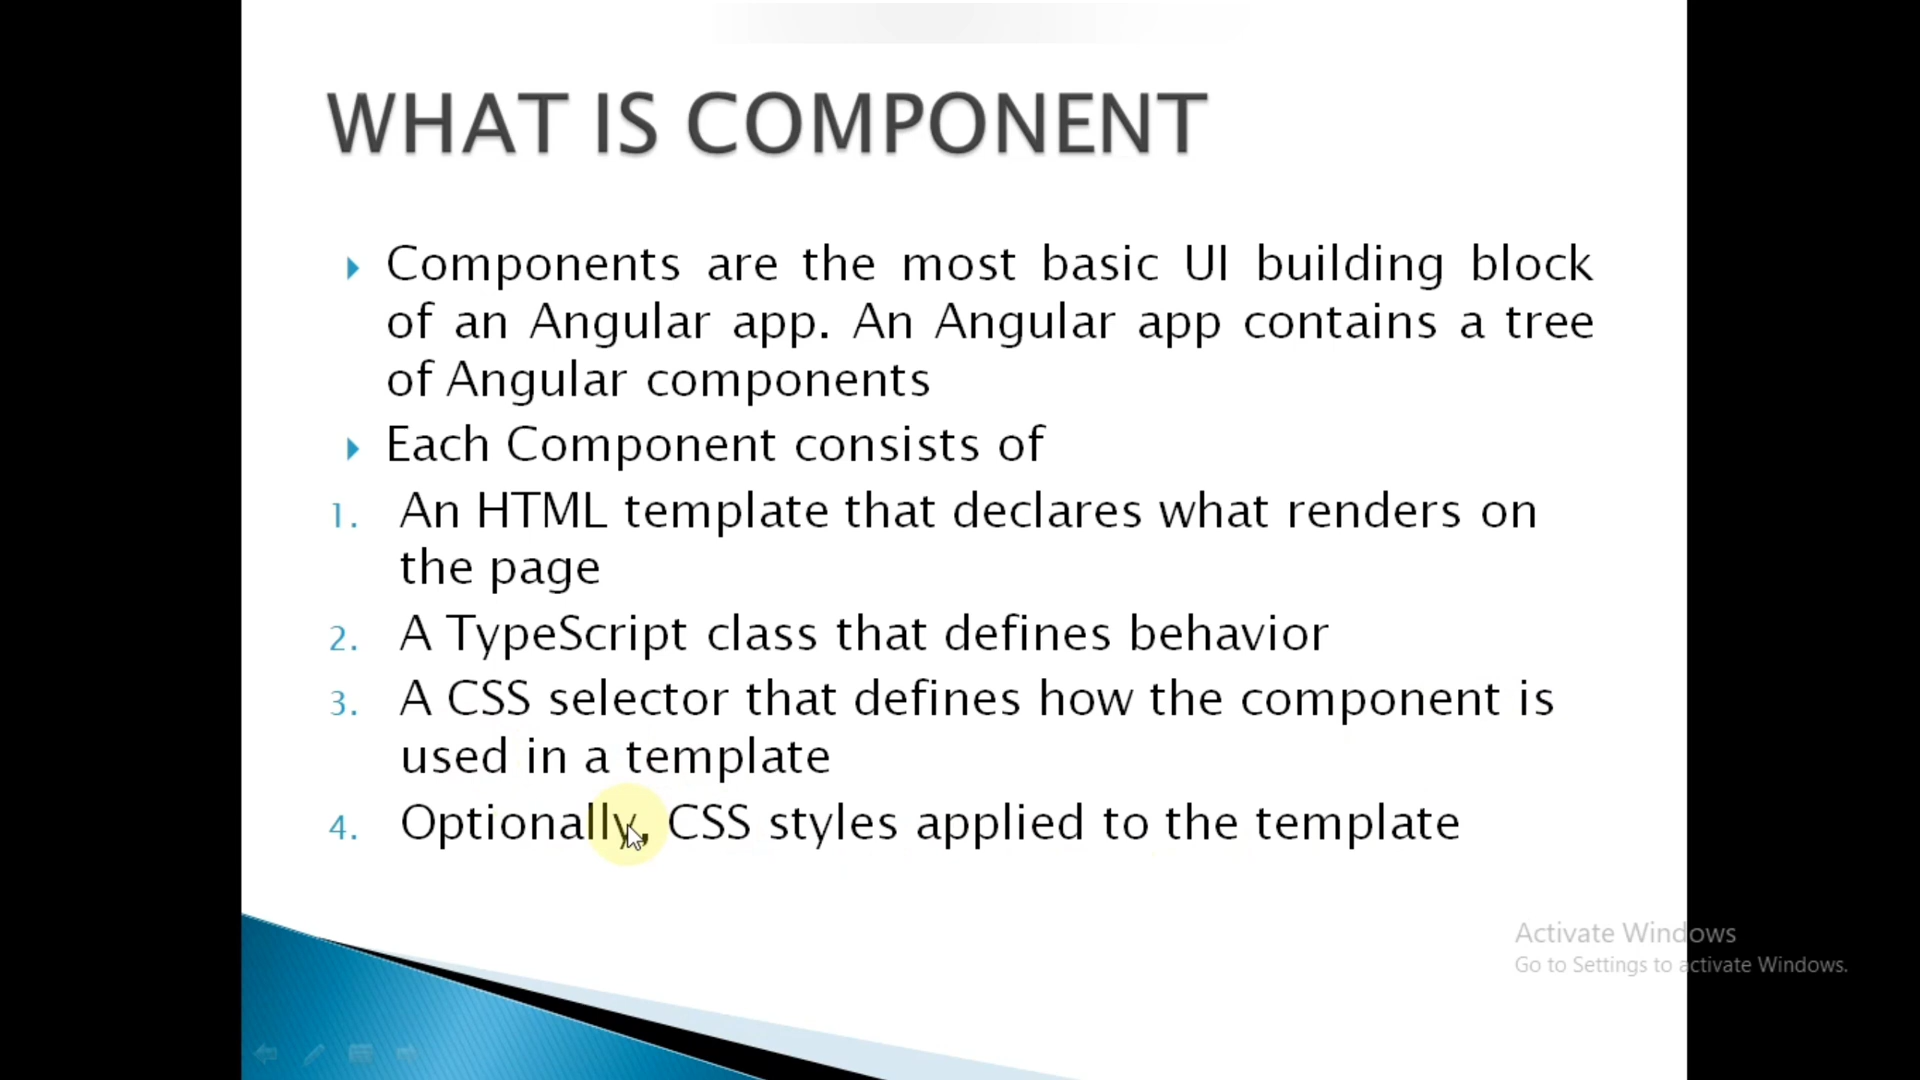 WHAT IS COMPONENT
Components are the most basic UI building block
of an Angular app. An Angular app contains a tree
of Angular components
Each Component consists of
1. An HTML template that declares what renders on
the page
2. A TypeScript class that defines behavior
3. A CSS selector that defines how the component is
used in a template
4. Optionally, CSS styles applied to the template
Activate Windows
Go to Settings to activate Windows.